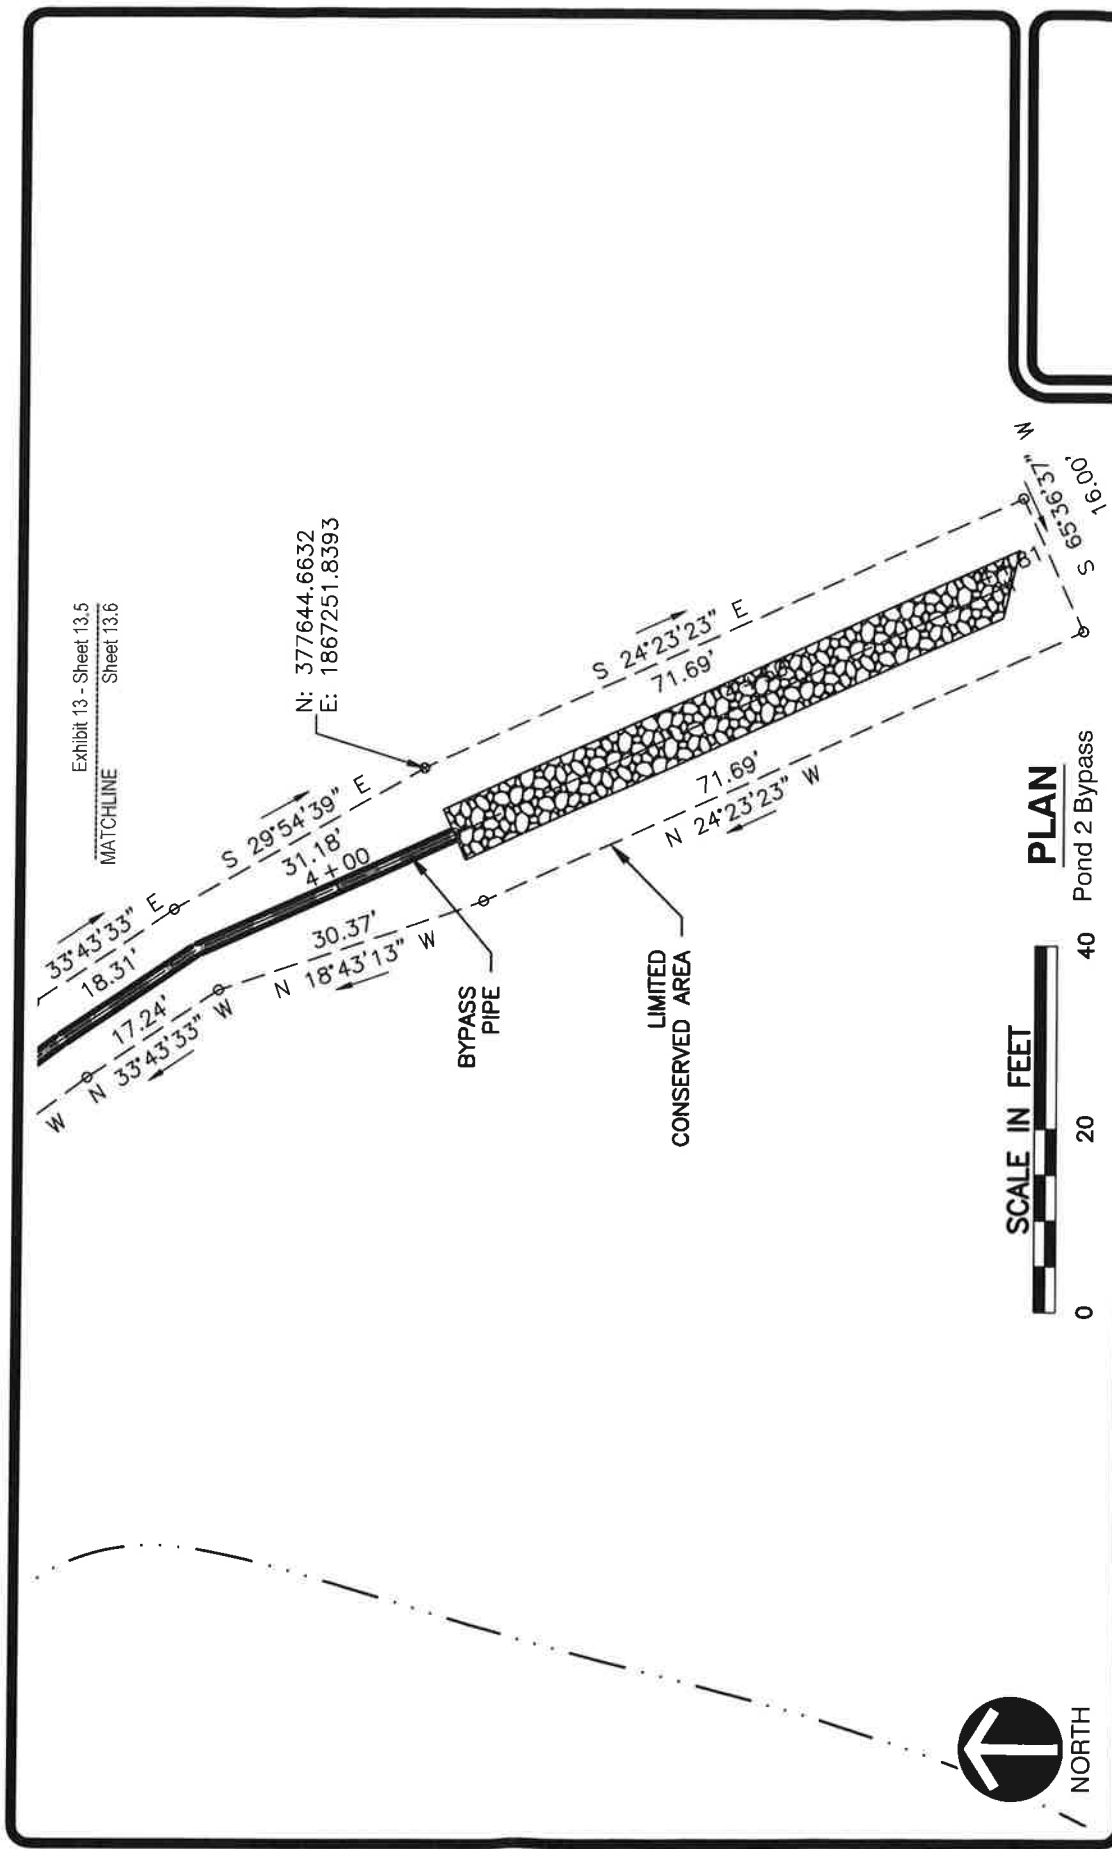 Exhibit 13 - Sheet 13.5
MATCHLINE Sheet 13.6
N: 377644.6632
E: 1867251.8393
33°43'33" E
18.31'
S 29°54'39" E
31.18'
4+00
S 24°23'23" E
71.69'
S 65°36'37" W
16.00'
W
17.24'
N 33°43'33" W
30.37'
N 18°43'13" W
71.69'
N 24°23'23" W
BYPASS
PIPE
LIMITED
CONSERVED AREA
PLAN
Pond 2 Bypass
SCALE IN FEET
0 20 40
NORTH